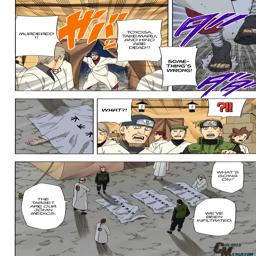 MURDERED!!
TOYOSA,
TAKEMARU,
AND HINO
ARE
DEAD!!
SOME-
THING'S
WRONG!
WHAT?!
?!!
WHAT'S
GOING
ON?
THE
TARGET
ARE OUR
JONIN
MEDICS.
WE'VE
BEEN
INFILTRATED.